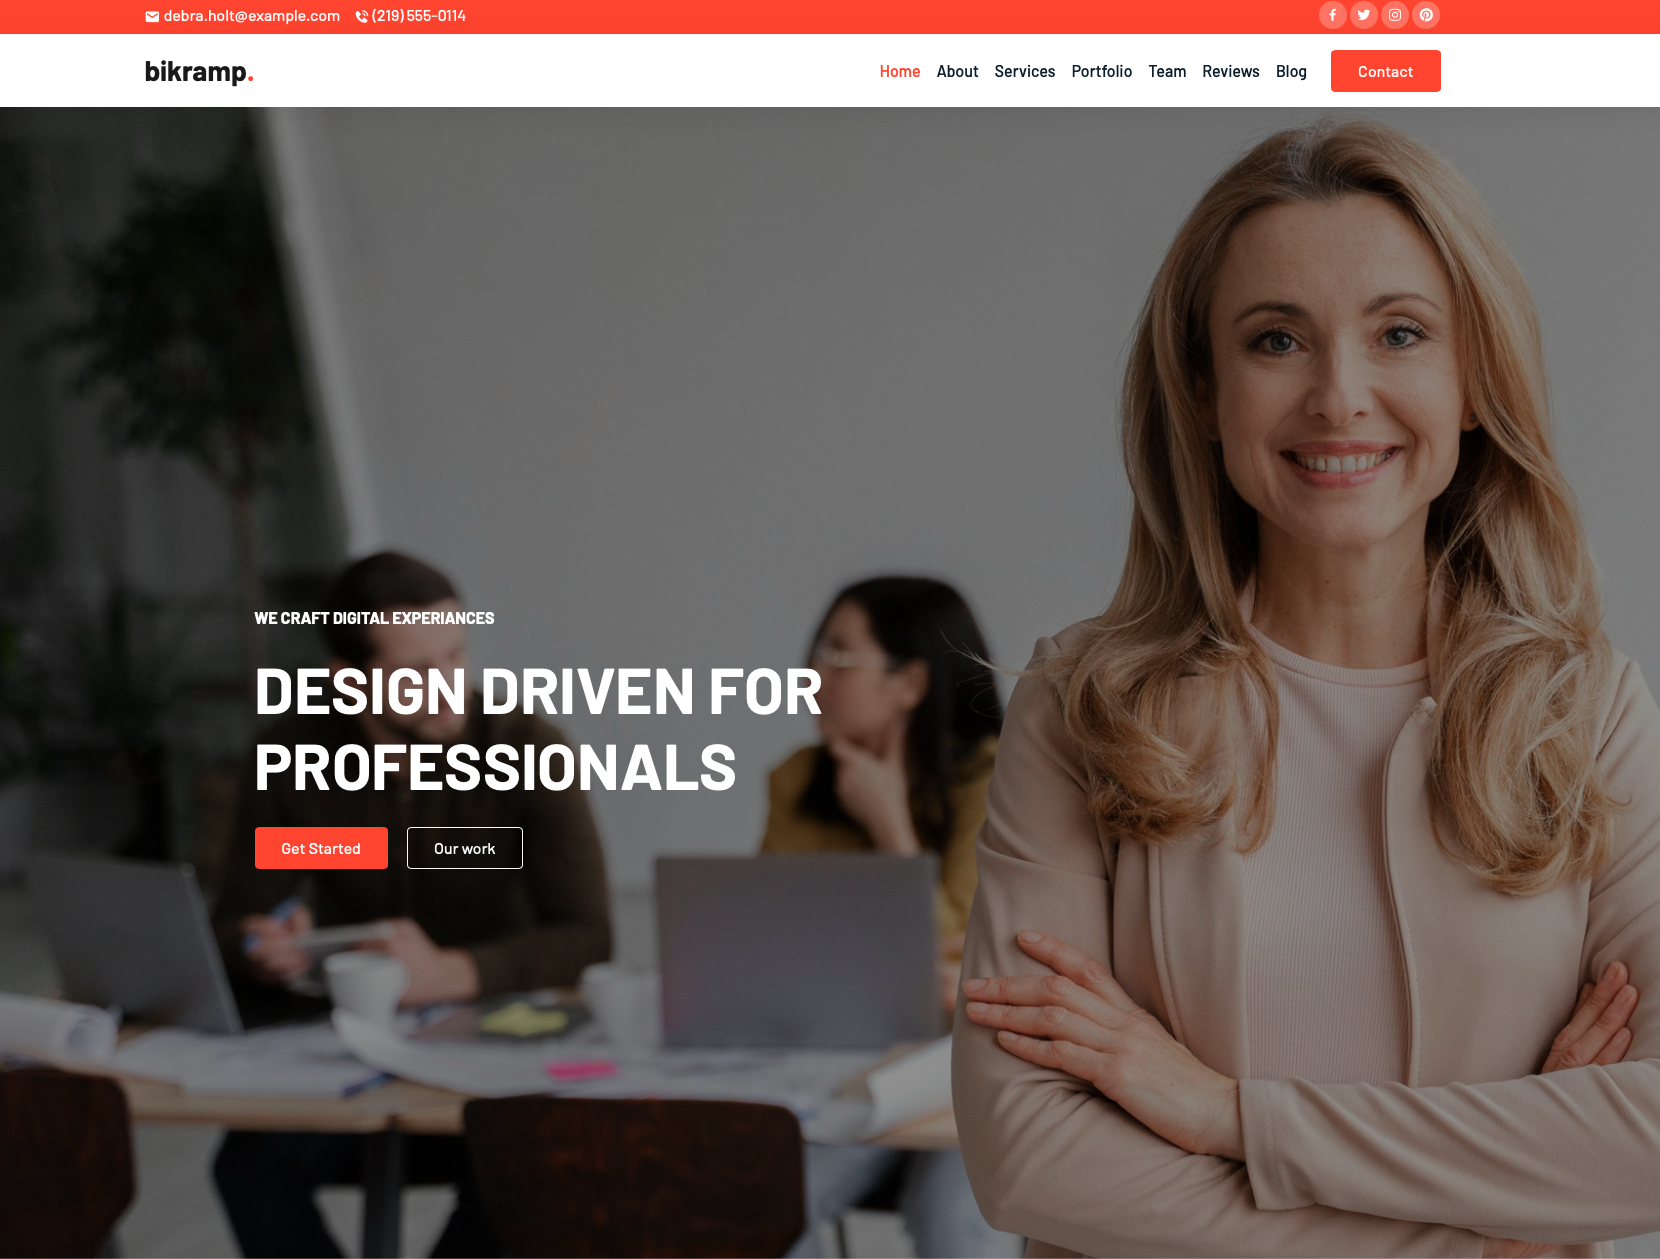 debra.holt@example.com (219) 555-0114
bikramp.
Home About Services Portfolio Team Reviews Blog Contact
WE CRAFT DIGITAL EXPERIANCES
DESIGN DRIVEN FOR
PROFESSIONALS
Get Started Our work